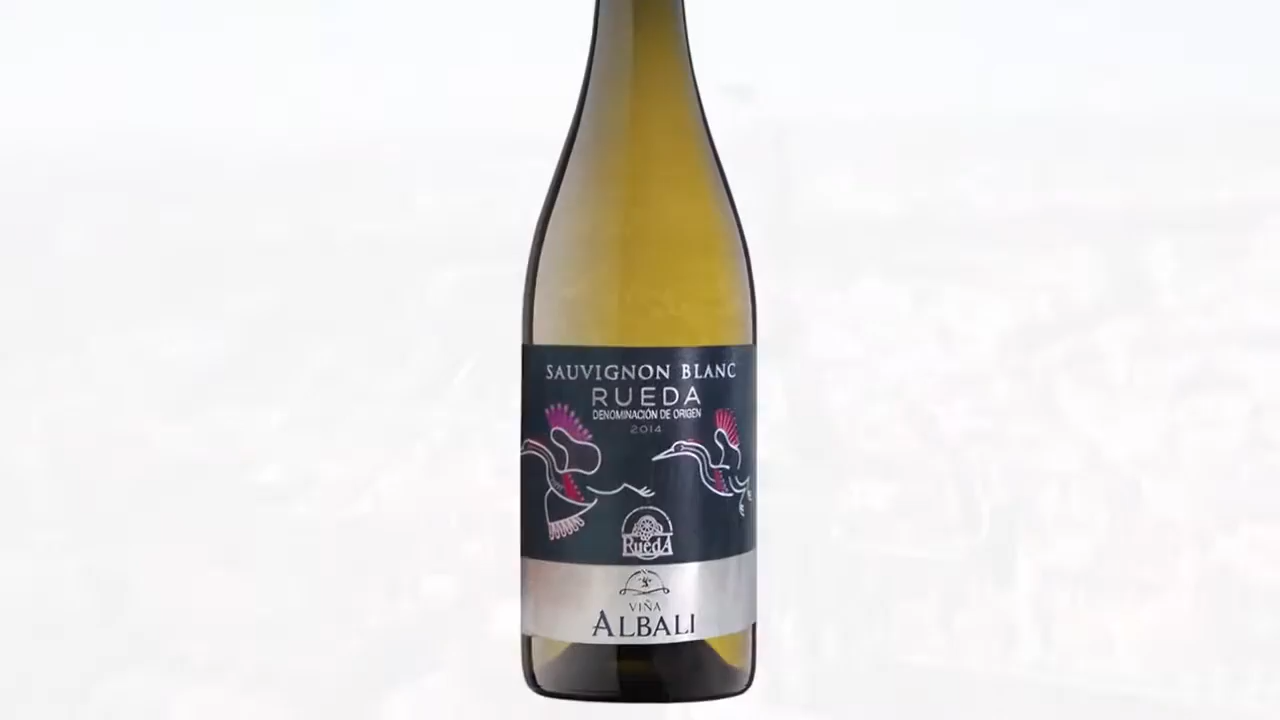 SAUVIGNON BLANC
RUEDA
DENOMINACIÓN DE ORIGEN
2014
RuedA
VIÑA
ALBALI